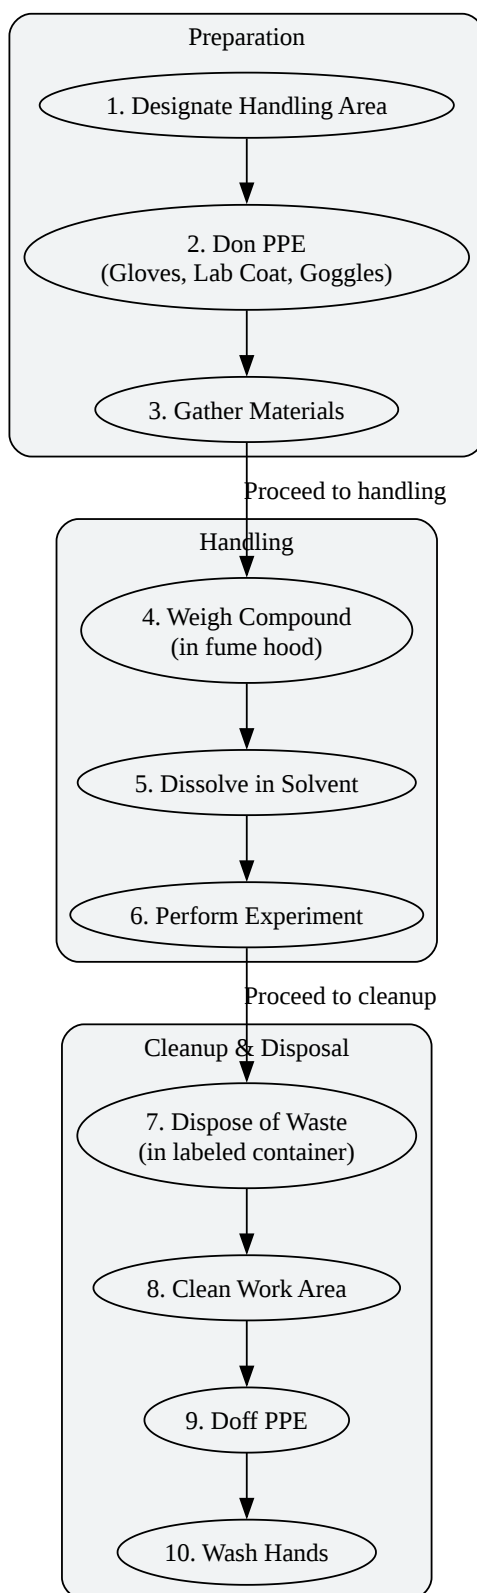 Preparation
1. Designate Handling Area
2. Don PPE
(Gloves, Lab Coat, Goggles)
3. Gather Materials
Proceed to handling
Handling
4. Weigh Compound
(in fume hood)
5. Dissolve in Solvent
6. Perform Experiment
Proceed to cleanup
Cleanup & Disposal
7. Dispose of Waste
(in labeled container)
8. Clean Work Area
9. Doff PPE
10. Wash Hands